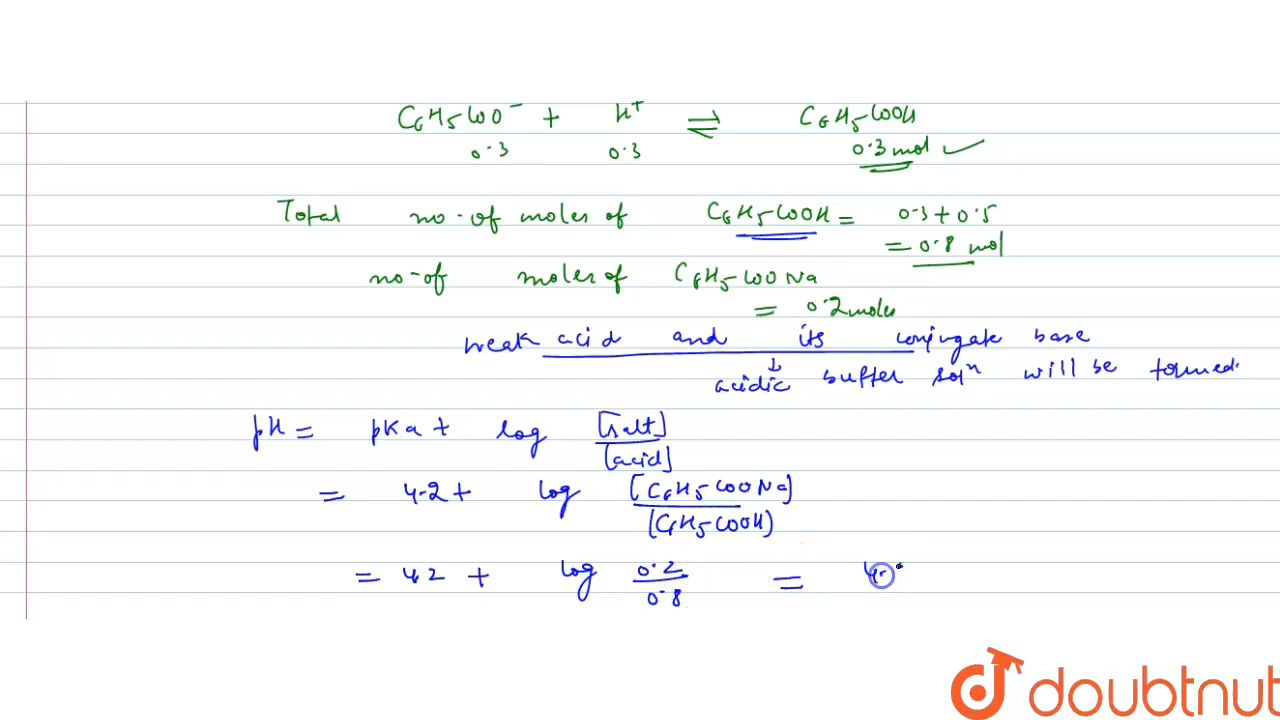 C6H5COO⁻ + H⁺ ⇌ C6H5COOH
0.3 0.3 0.3 mol ✓
Total no-of moles of C6H5COOH = 0.3 + 0.5
= 0.8 mol
no-of moles of C6H5COONa
= 0.2 moles
weak acid and its conjugate base
↓
acidic buffer solⁿ will be formed.
pH = pKa + log [salt]
[acid]
= 4.2 + log [C6H5COONa]
[C6H5COOH]
= 4.2 + log 0.2 = 4.
0.8
doubtnut